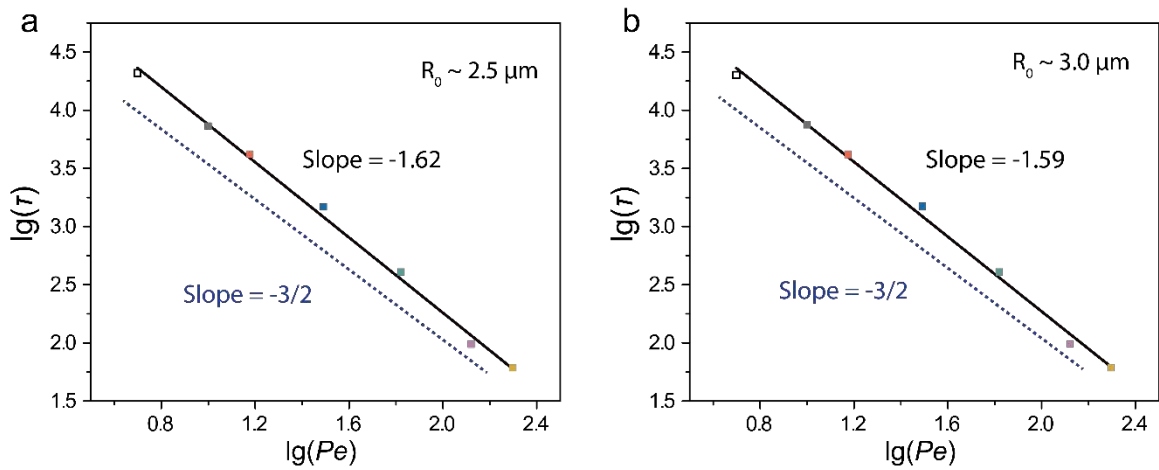 a
4.5
4.0
3.5
3.0
2.5
2.0
1.5
lg(τ)
R₀ ~ 2.5 μm
Slope = -1.62
Slope = -3/2
0.8 1.2 1.6 2.0 2.4
lg(Pe)
b
4.5
4.0
3.5
3.0
2.5
2.0
1.5
lg(τ)
R₀ ~ 3.0 μm
Slope = -1.59
Slope = -3/2
0.8 1.2 1.6 2.0 2.4
lg(Pe)